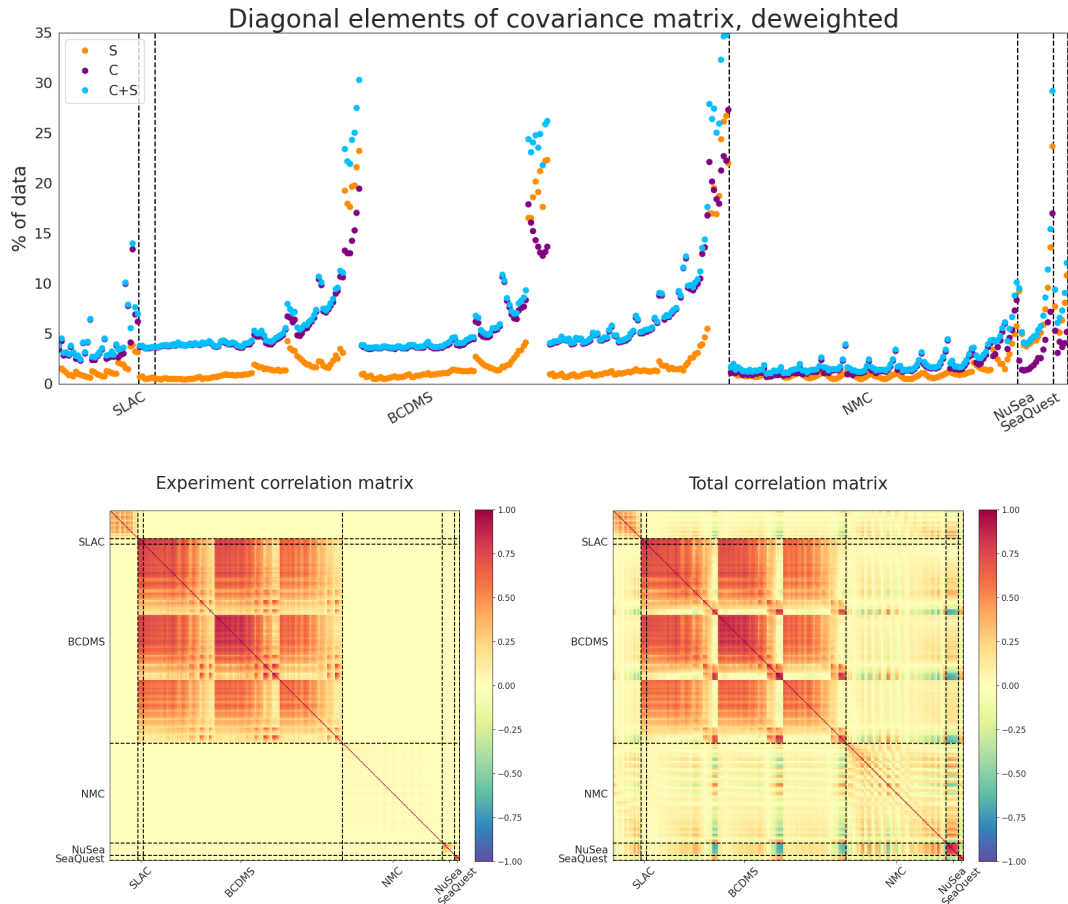 Diagonal elements of covariance matrix, deweighted
35
30
25
20
15
10
5
0
% of data
S
C
C+S
SLAC
BCDMS
NMC
NuSea
SeaQuest
Experiment correlation matrix
SLAC
BCDMS
NMC
NuSea
SeaQuest
SLAC
BCDMS
NMC
NuSea
SeaQuest
1.00
0.75
0.50
0.25
0.00
−0.25
−0.50
−0.75
−1.00
Total correlation matrix
SLAC
BCDMS
NMC
NuSea
SeaQuest
SLAC
BCDMS
NMC
NuSea
SeaQuest
1.00
0.75
0.50
0.25
0.00
−0.25
−0.50
−0.75
−1.00